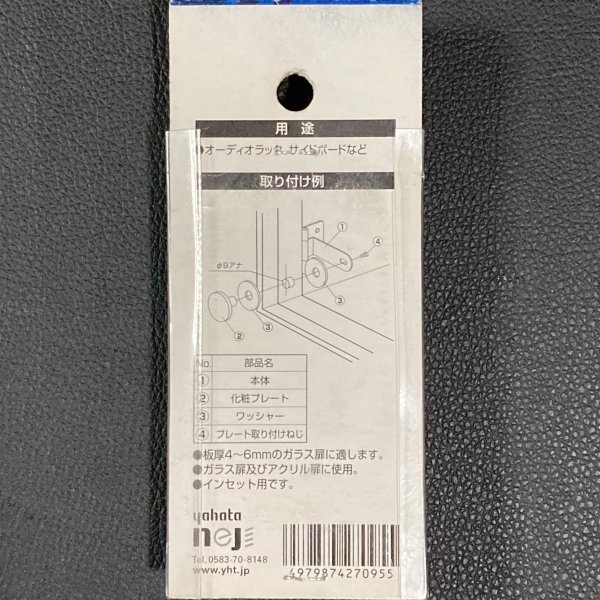 用途
●オーディオラック、サイドボードなど
取り付け例
①
④
φ9アナ
③
③
②
No. 部品名
① 本体
② 化粧プレート
③ ワッシャー
④ プレート取り付けねじ
●板厚4〜6mmのガラス扉に適します。
●ガラス扉及びアクリル扉に使用。
●インセット用です。
yahata
neji
Tel.0583-70-8148
www.yht.jp
4979874270955